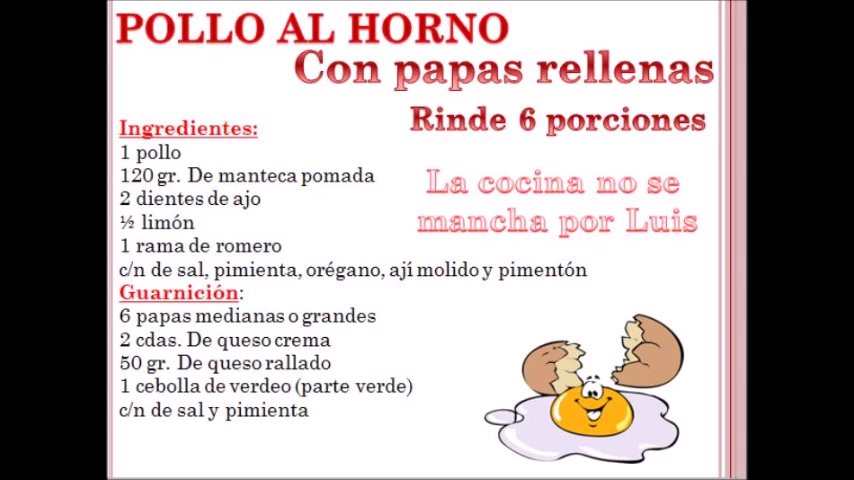 POLLO AL HORNO
Con papas rellenas
Rinde 6 porciones
Ingredientes:
1 pollo
120 gr. De manteca pomada
2 dientes de ajo
½ limón
1 rama de romero
c/n de sal, pimienta, orégano, ají molido y pimentón
La cocina no se
mancha por Luis
Guarnición:
6 papas medianas o grandes
2 cdas. De queso crema
50 gr. De queso rallado
1 cebolla de verdeo (parte verde)
c/n de sal y pimienta